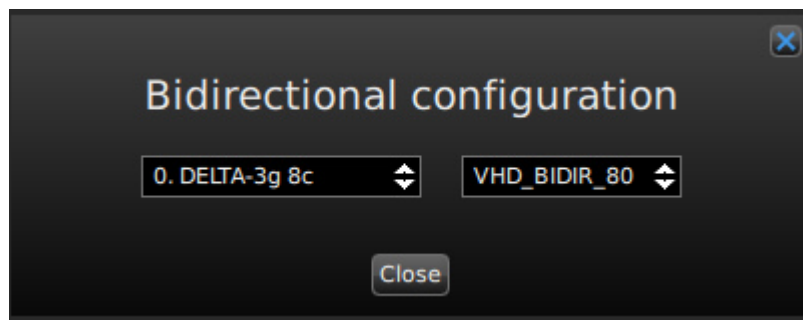 Bidirectional configuration
0. DELTA-3g 8c VHD_BIDIR_80
Close